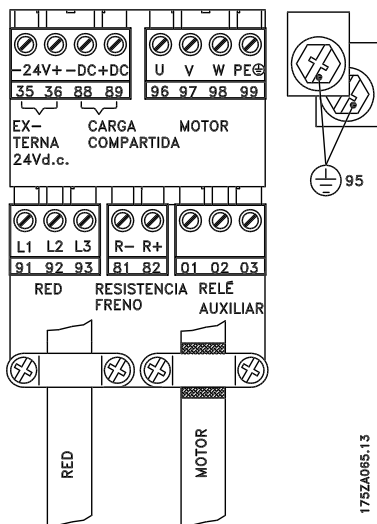 -24V+ -DC+DC
35 36 88 89
EX-
TERNA
24Vd.c.
CARGA
COMPARTIDA
U V W PE
96 97 98 99
MOTOR
95
L1 L2 L3
91 92 93
RED
R- R+
81 82
RESISTENCIA
FRENO
01 02 03
RELÉ
AUXILIAR
RED
MOTOR
175ZA065.13